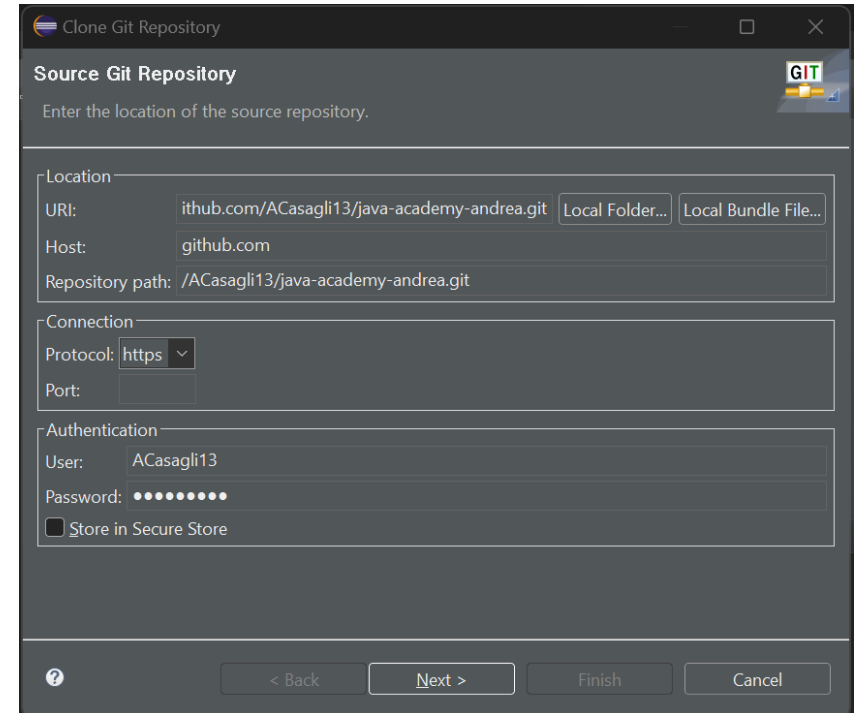 Clone Git Repository
Source Git Repository
GIT
Enter the location of the source repository.
Location
URI: ithub.com/ACasagli13/java-academy-andrea.git Local Folder... Local Bundle File...
Host: github.com
Repository path: /ACasagli13/java-academy-andrea.git
Connection
Protocol: https
Port:
Authentication
User: ACasagli13
Password: ●●●●●●●●●
Store in Secure Store
? < Back Next > Finish Cancel